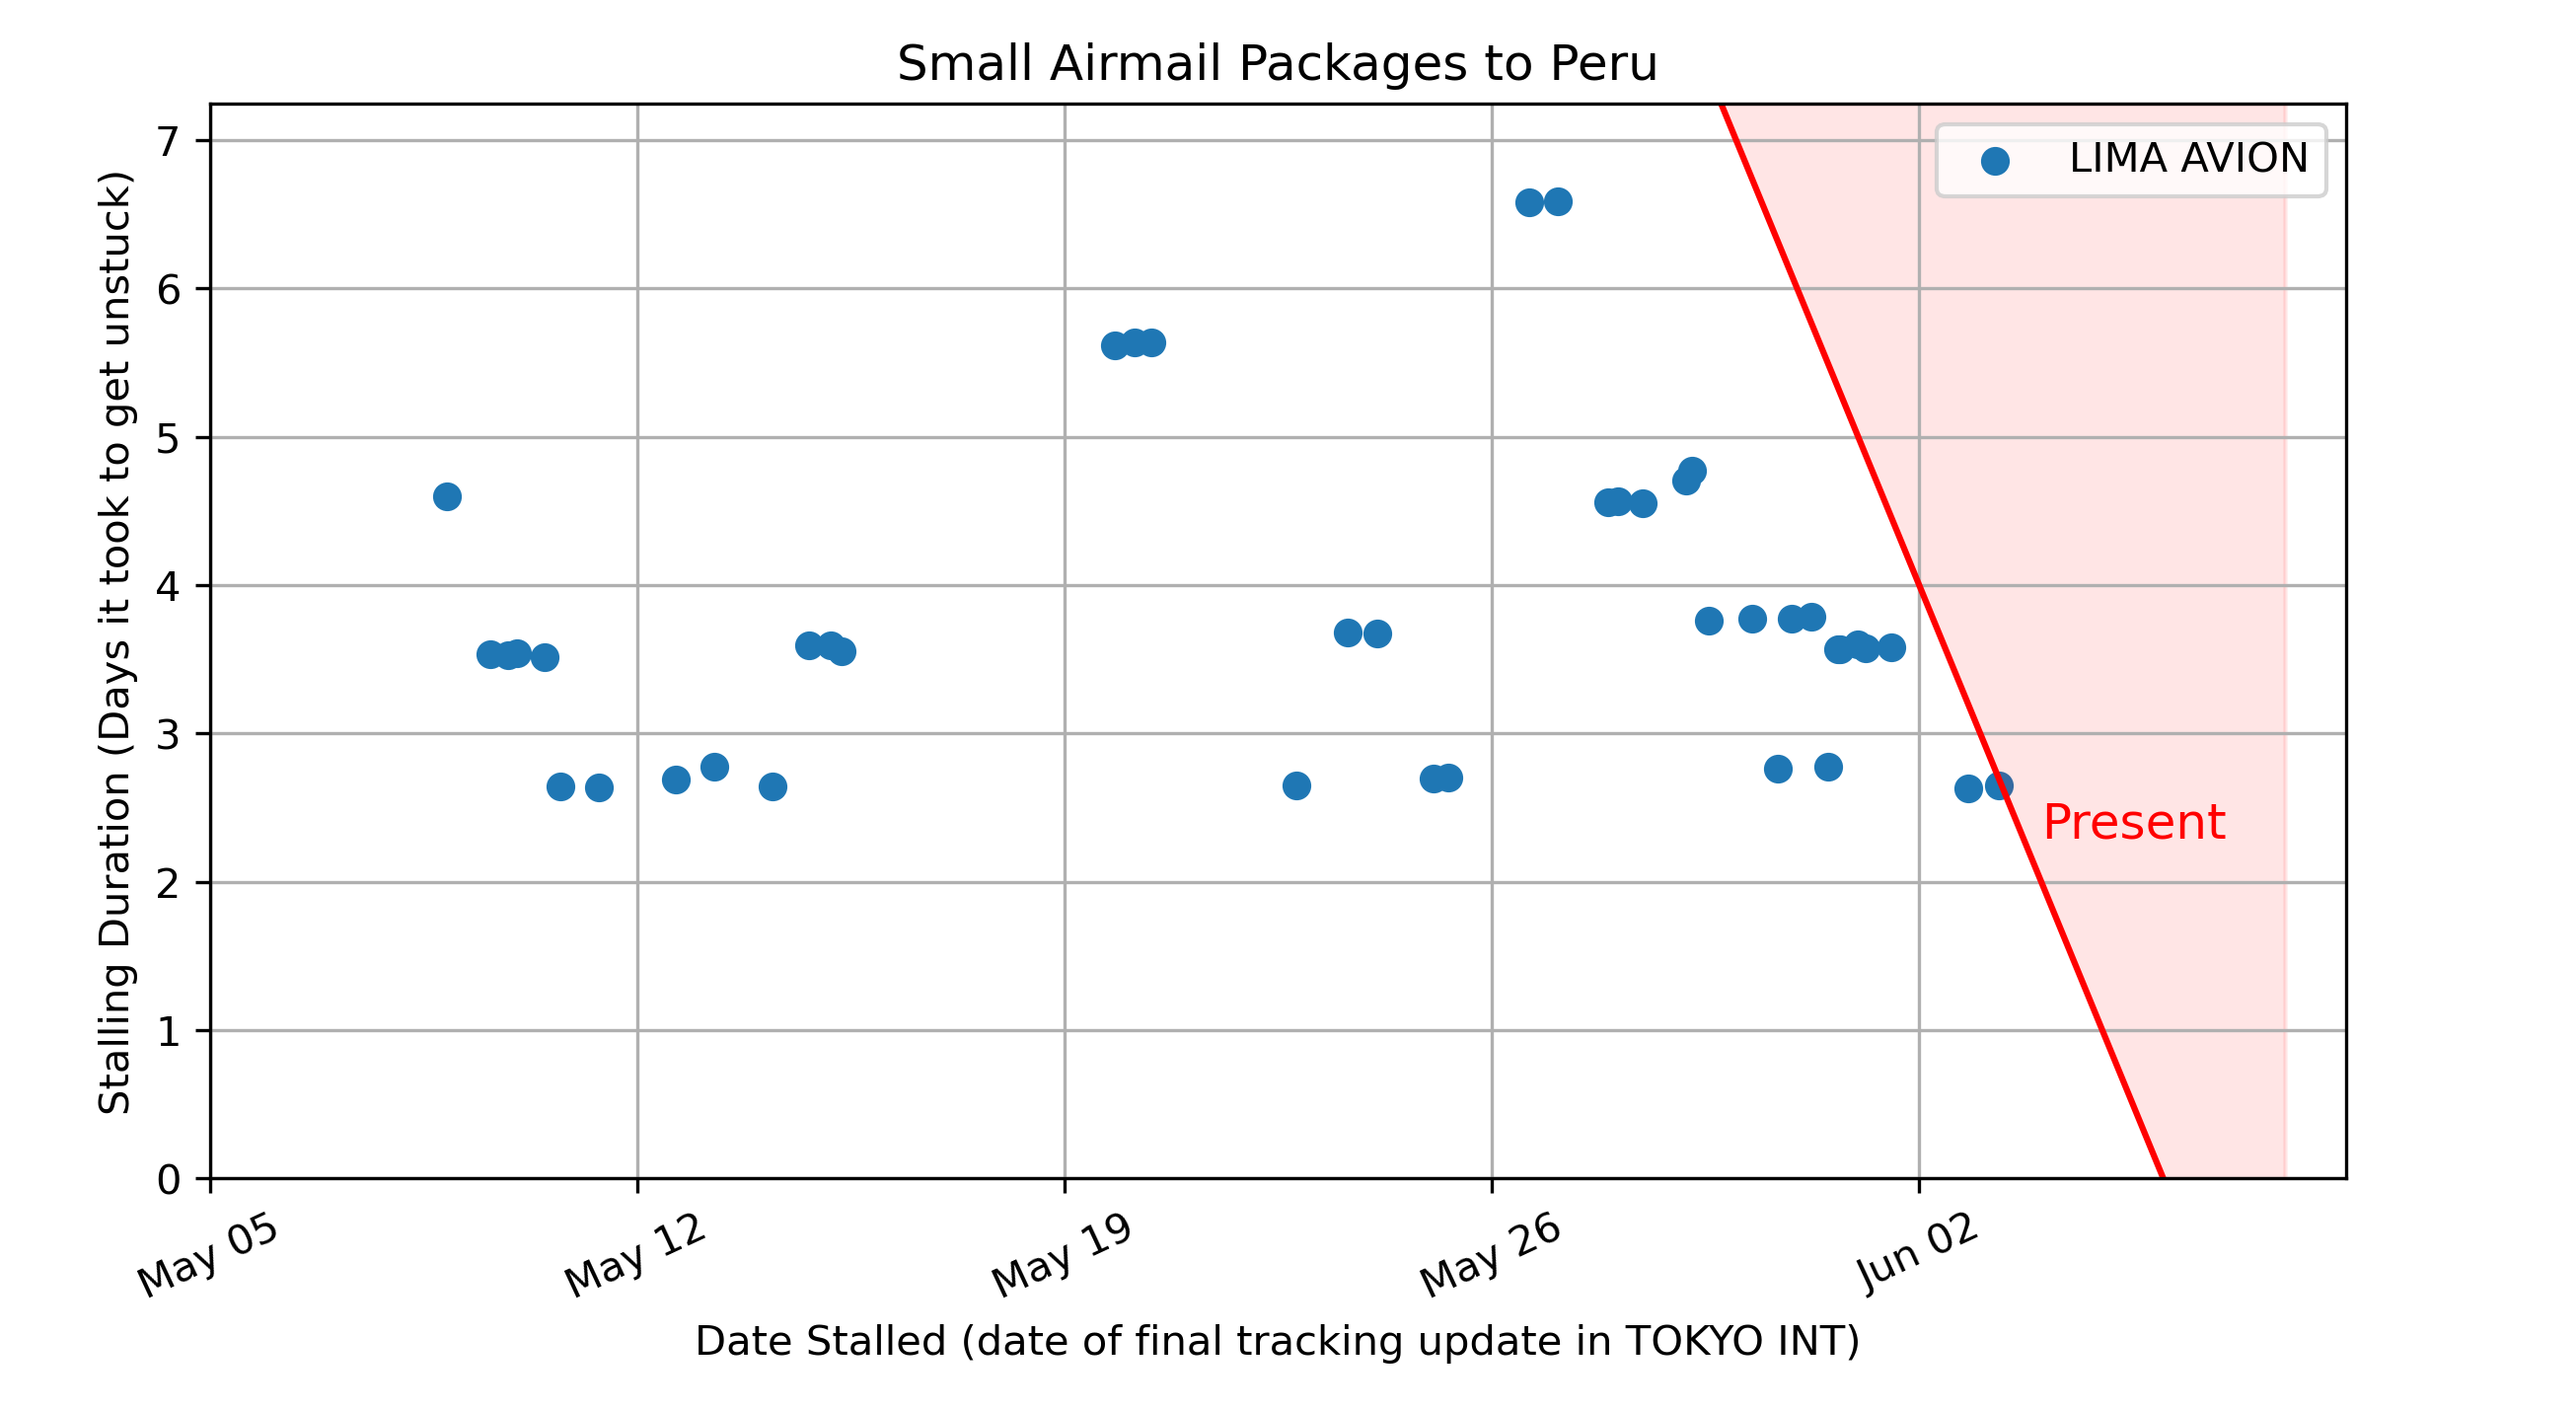 Small Airmail Packages to Peru
LIMA AVION
Stalling Duration (Days it took to get unstuck)
7
6
5
4
3
2
1
0
Present
May 05
May 12
May 19
May 26
Jun 02
Date Stalled (date of final tracking update in TOKYO INT)